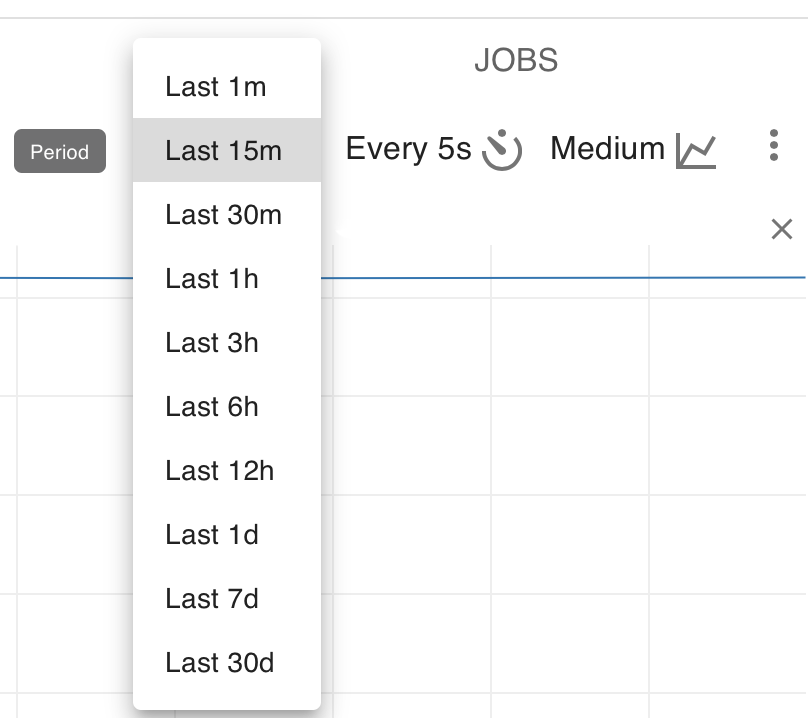 JOBS
Period
Last 1m
Last 15m
Last 30m
Last 1h
Last 3h
Last 6h
Last 12h
Last 1d
Last 7d
Last 30d
Every 5s
Medium